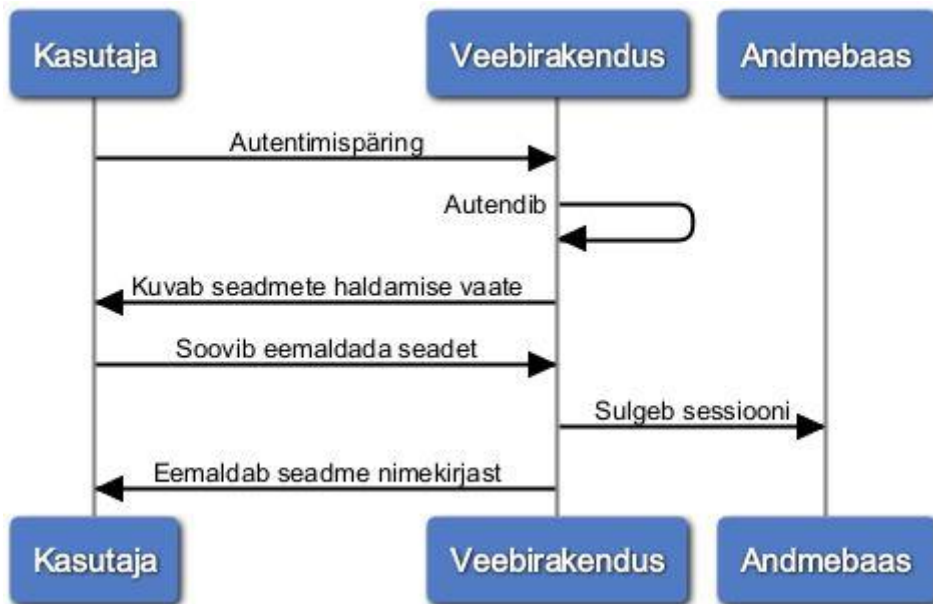 Kasutaja
Veebirakendus
Andmebaas
Autentimispäring
Autendib
Kuvab seadmete haldamise vaate
Soovib eemaldada seadet
Sulgeb sessiooni
Eemaldab seadme nimekirjast
Kasutaja
Veebirakendus
Andmebaas